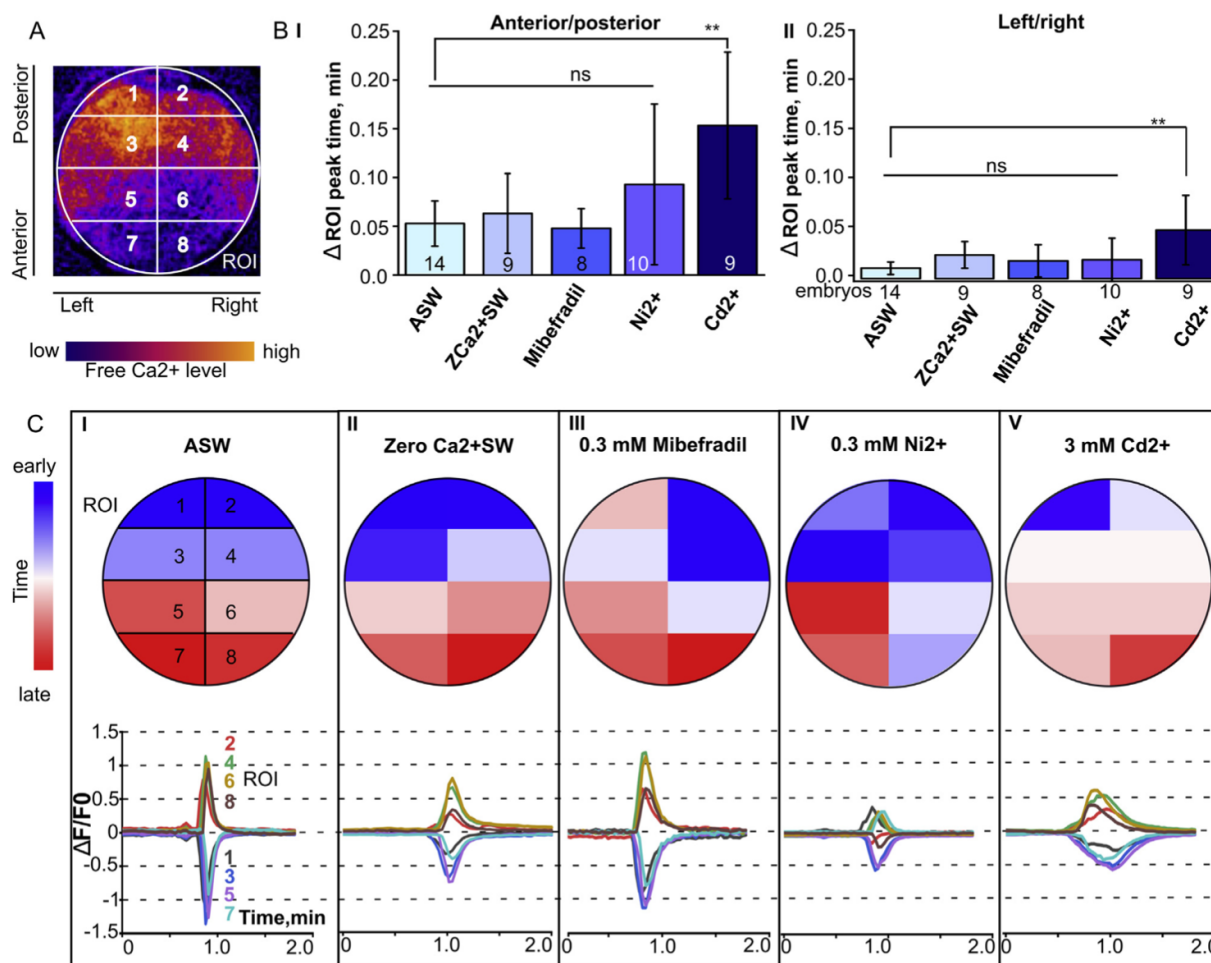 A
Posterior
Anterior
1 2
3 4
5 6
7 8
ROI
Left Right
low high
Free Ca2+ level
B I
Anterior/posterior
Δ ROI peak time, min
0.25
0.20
0.15
0.10
0.05
0.0
**
ns
14 9 8 10 9
ASW ZCa2+SW Mibefradil Ni2+ Cd2+
II
Left/right
Δ ROI peak time, min
0.25
0.20
0.15
0.10
0.05
0.0
**
ns
embryos 14 9 8 10 9
ASW ZCa2+SW Mibefradil Ni2+ Cd2+
C
early
Time
late
I
ASW
ROI
1 2
3 4
5 6
7 8
II
Zero Ca2+SW
III
0.3 mM Mibefradil
IV
0.3 mM Ni2+
V
3 mM Cd2+
ΔF/F0
1.5
1
0.5
0
-0.5
-1
-1.5
2
4
6 ROI
8
1
3
5
7 Time,min
0 1.0 2.0
0 1.0 2.0
0 1.0 2.0
0 1.0 2.0
0 1.0 2.0